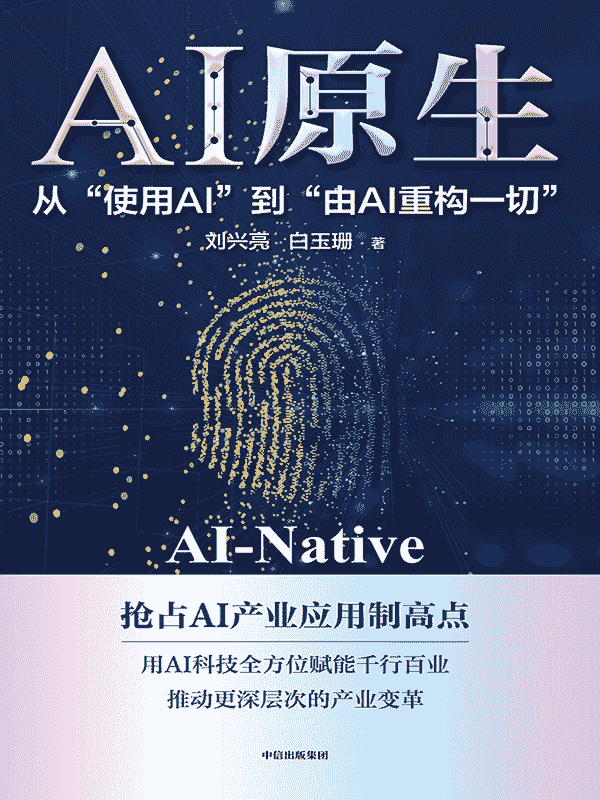 AI原生
从“使用AI”到“由AI重构一切”
刘兴亮 白玉珊 著
AI-Native
抢占AI产业应用制高点
用AI科技全方位赋能千行百业
推动更深层次的产业变革
中信出版集团